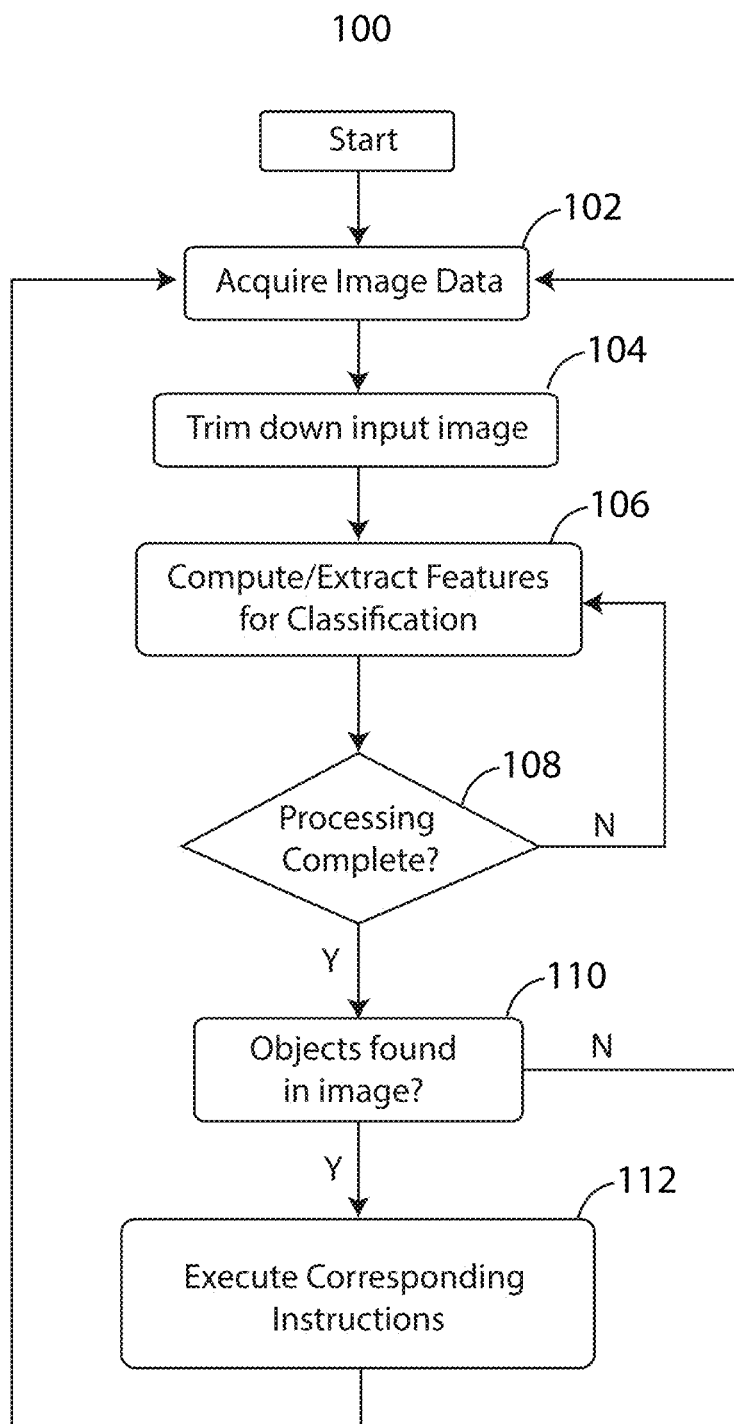 100
Start
102
Acquire Image Data
104
Trim down input image
106
Compute/Extract Features
for Classification
108
Processing
Complete?
N
Y
110
Objects found
in image?
N
Y
112
Execute Corresponding
Instructions